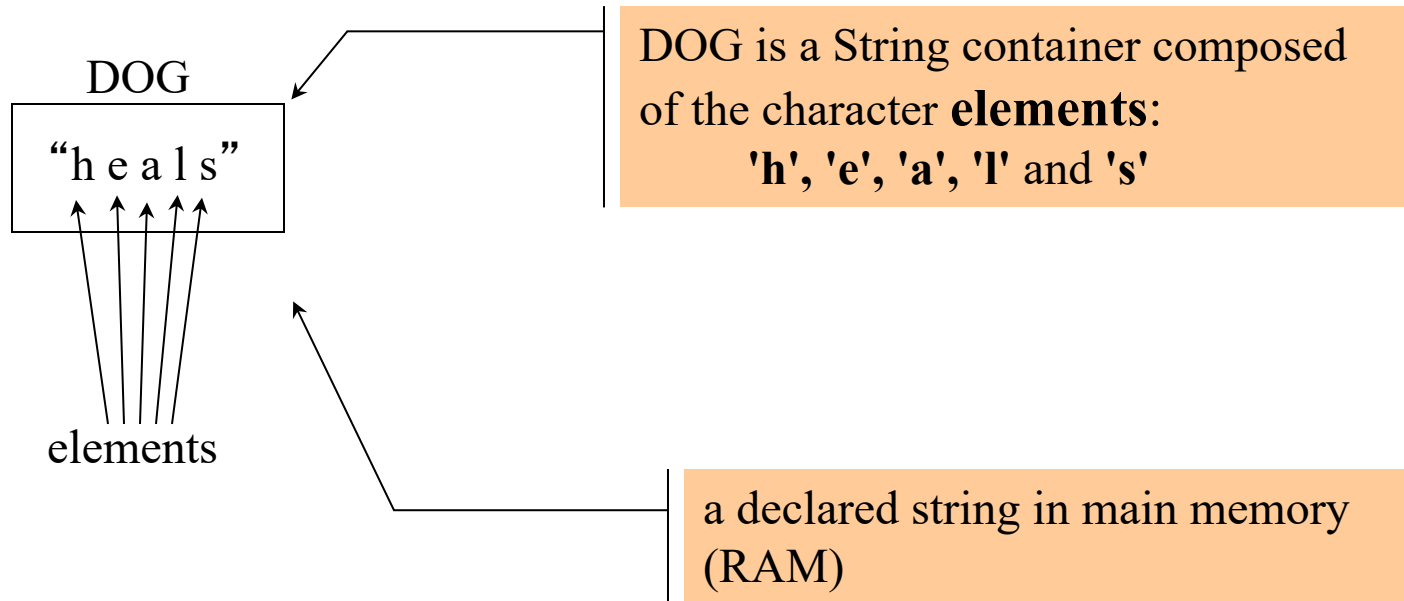 DOG
“h e a l s”
elements
DOG is a String container composed
of the character elements:
'h', 'e', 'a', 'l' and 's'
a declared string in main memory
(RAM)